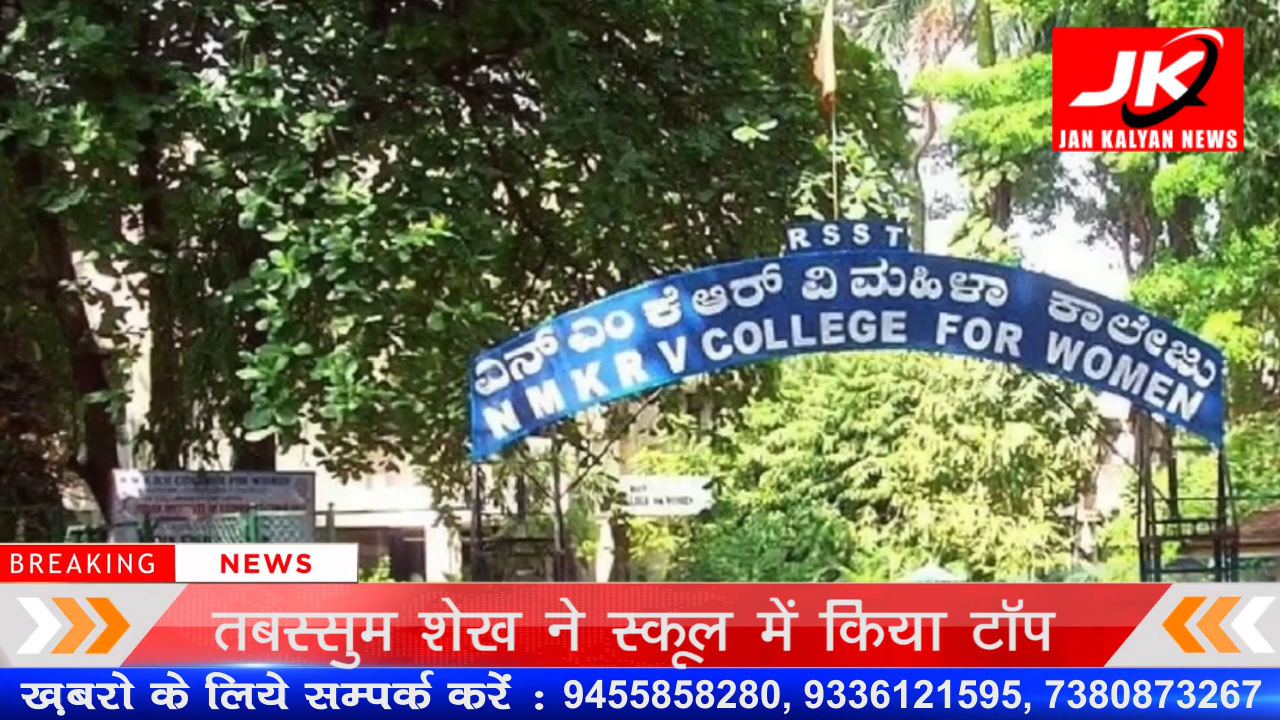 JK
JAN KALYAN NEWS
R S S T
ಎನ್ ಎಂ ಕೆ ಆರ್ ವಿ ಮಹಿಳಾ ಕಾಲೇಜು
N M K R V COLLEGE FOR WOMEN
BREAKING NEWS
तबस्सुम शेख ने स्कूल में किया टॉप
ख़बरो के लिये सम्पर्क करें : 9455858280, 9336121595, 7380873267